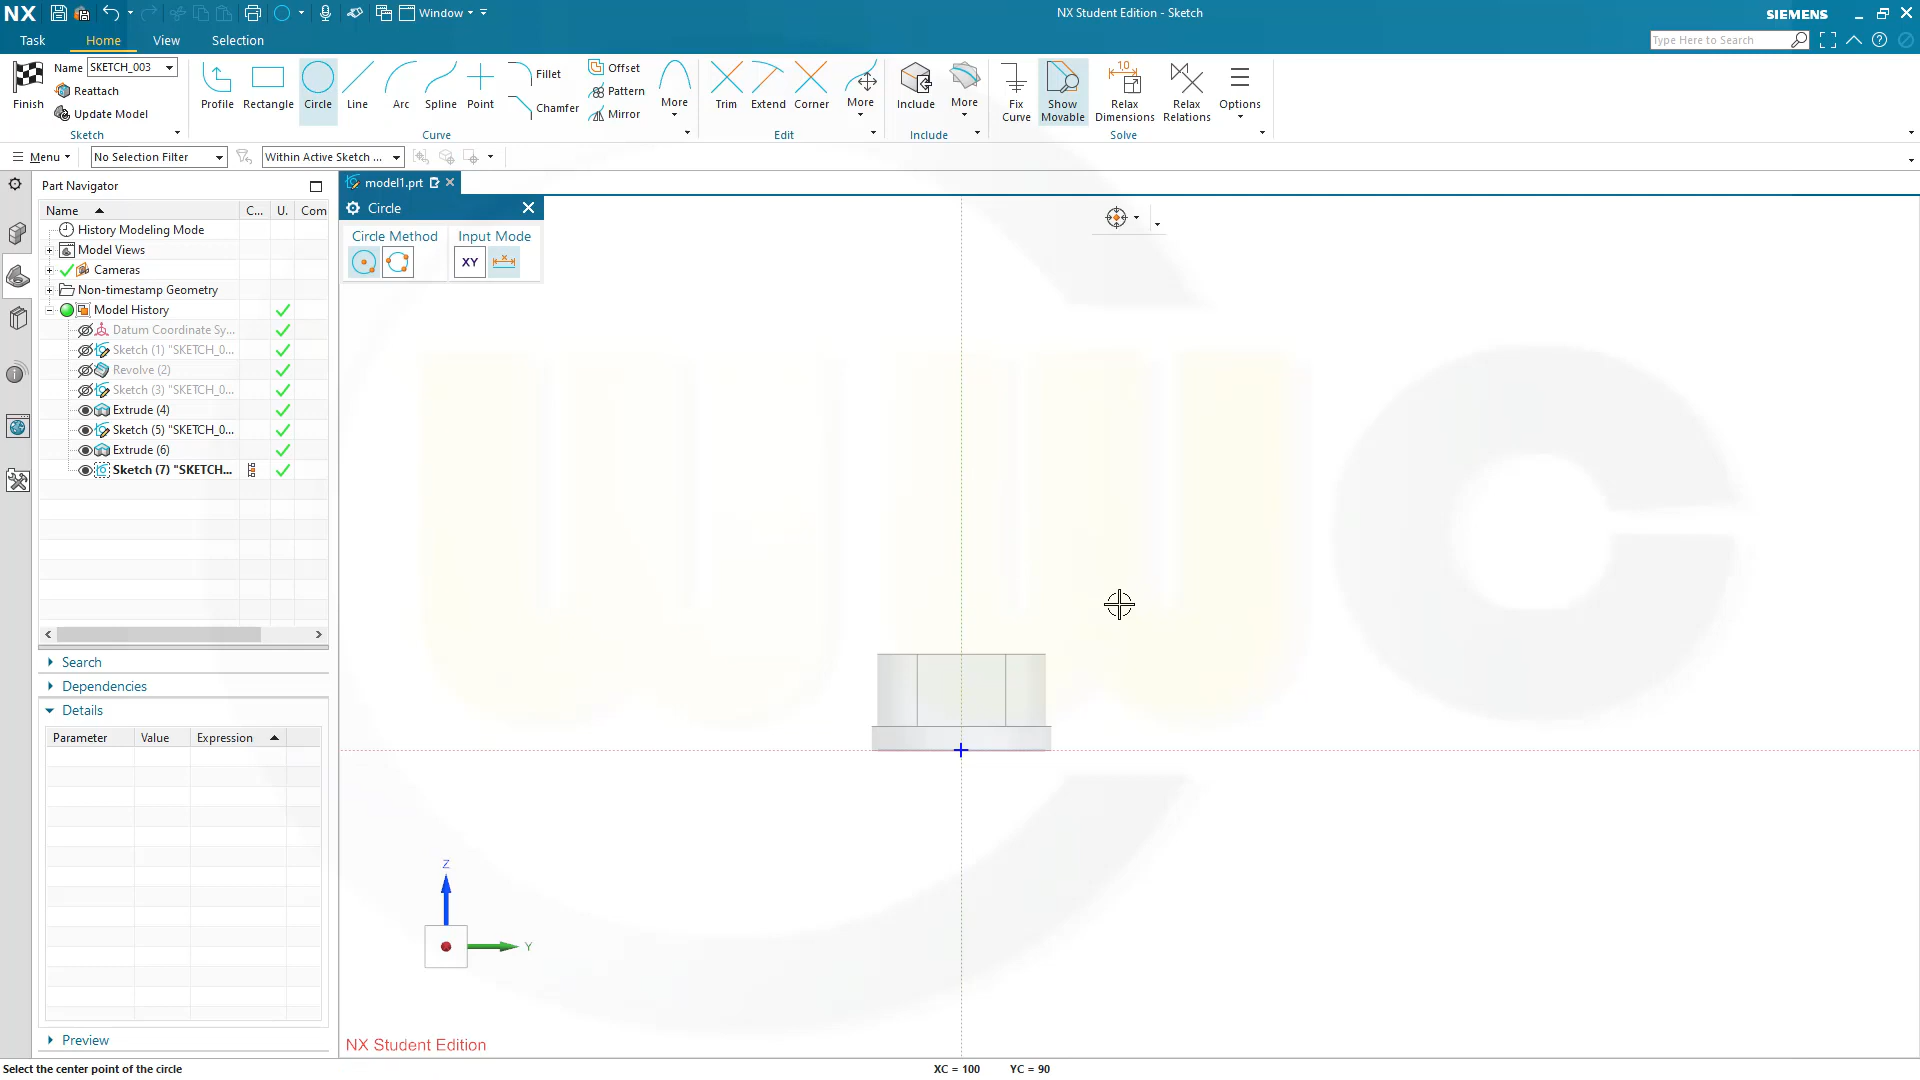 NX
Window
NX Student Edition - Sketch
SIEMENS
Task
Home
View
Selection
Type Here to Search
Finish
Name
SKETCH_003
Reattach
Update Model
Sketch
Profile
Rectangle
Circle
Line
Arc
Spline
Point
Fillet
Chamfer
Offset
Pattern
Mirror
More
Curve
Trim
Extend
Corner
More
Edit
Include
More
Include
Fix
Curve
Show
Movable
1,0
Relax
Dimensions
Relax
Relations
Options
Solve
Menu
No Selection Filter
Within Active Sketch ...
Part Navigator
model1.prt
Name
C...
U.
Com
History Modeling Mode
Model Views
Cameras
Non-timestamp Geometry
Model History
Datum Coordinate Sy...
Sketch (1) "SKETCH_0...
Revolve (2)
Sketch (3) "SKETCH_0...
Extrude (4)
Sketch (5) "SKETCH_0...
Extrude (6)
Sketch (7) "SKETCH...
Search
Dependencies
Details
Parameter
Value
Expression
Preview
Circle
Circle Method
Input Mode
XY
Z
Y
NX Student Edition
Select the center point of the circle
XC = 100
YC = 90